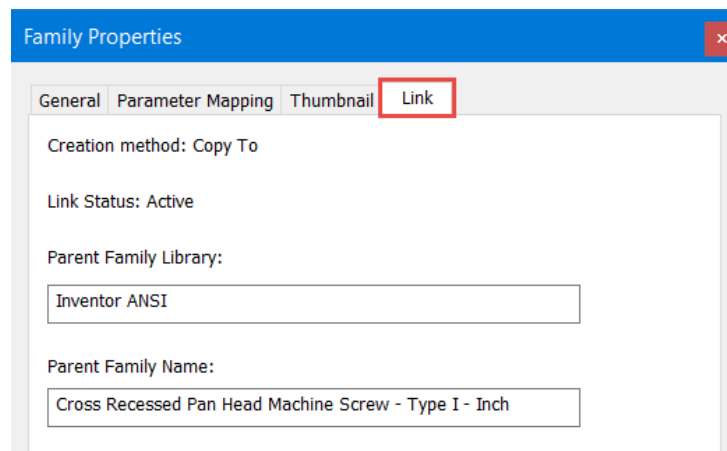 Family Properties
General Parameter Mapping Thumbnail Link
Creation method: Copy To
Link Status: Active
Parent Family Library:
Inventor ANSI
Parent Family Name:
Cross Recessed Pan Head Machine Screw - Type I - Inch